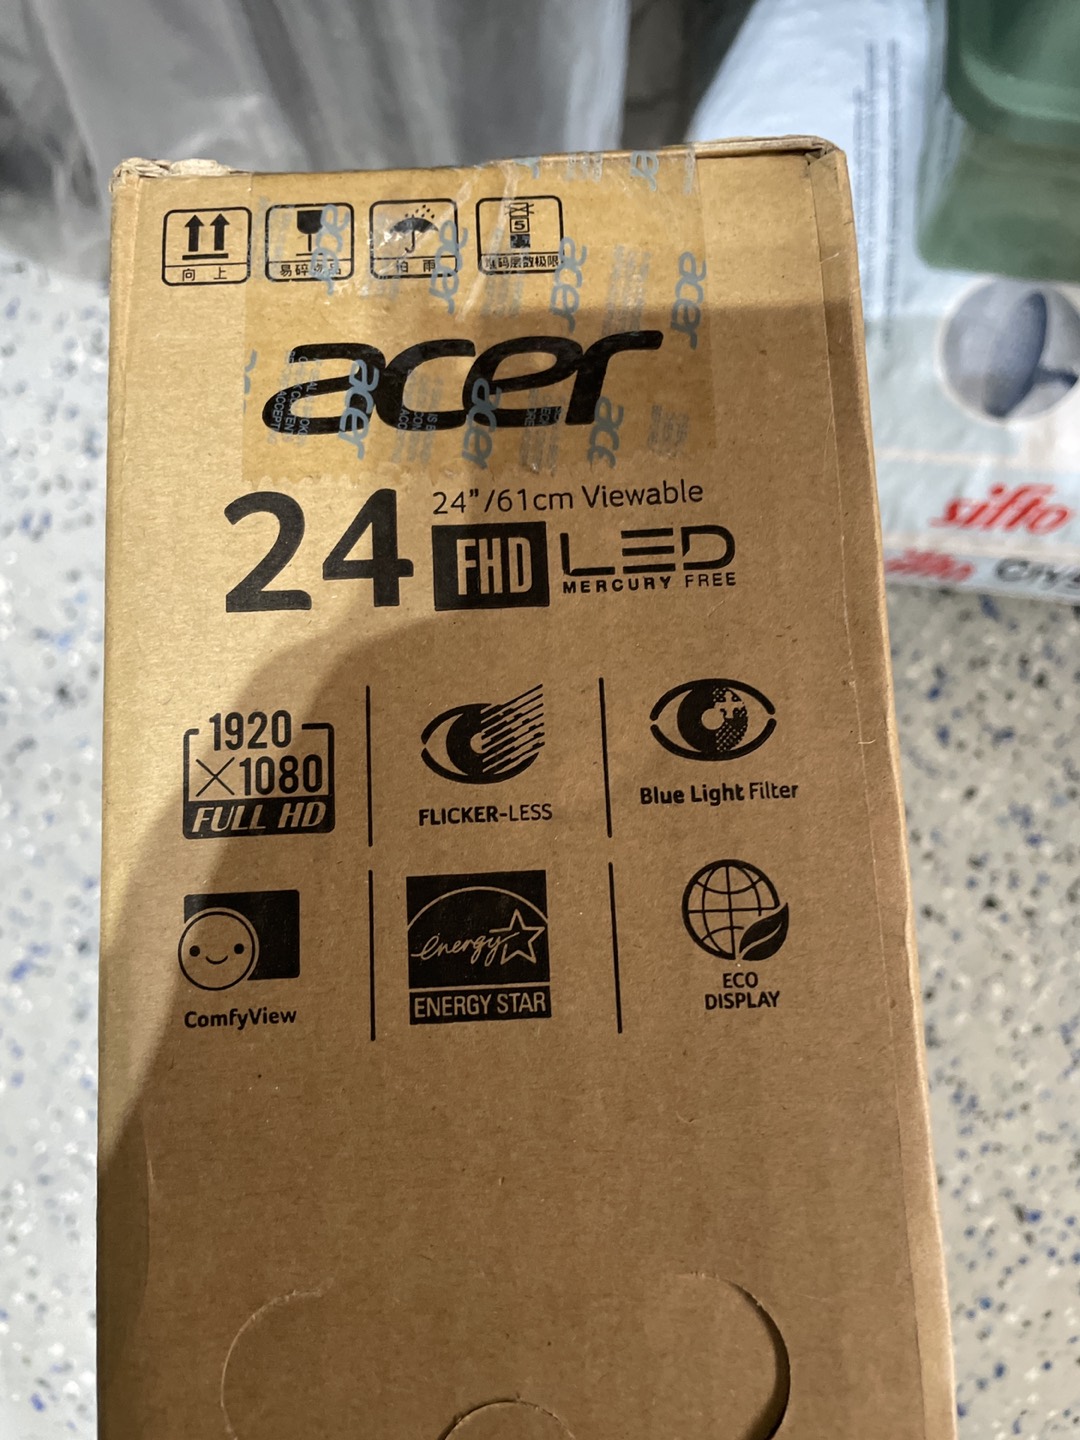 向 上
易碎物品
怕 雨
5
堆码层数极限
acer
acer
acer
acer
acer
acer
acer
24
24"/61cm Viewable
FHD
LED
MERCURY FREE
1920
×1080
FULL HD
FLICKER-LESS
Blue Light Filter
ComfyView
energy
ENERGY STAR
ECO
DISPLAY
sifto
sifto
Crys